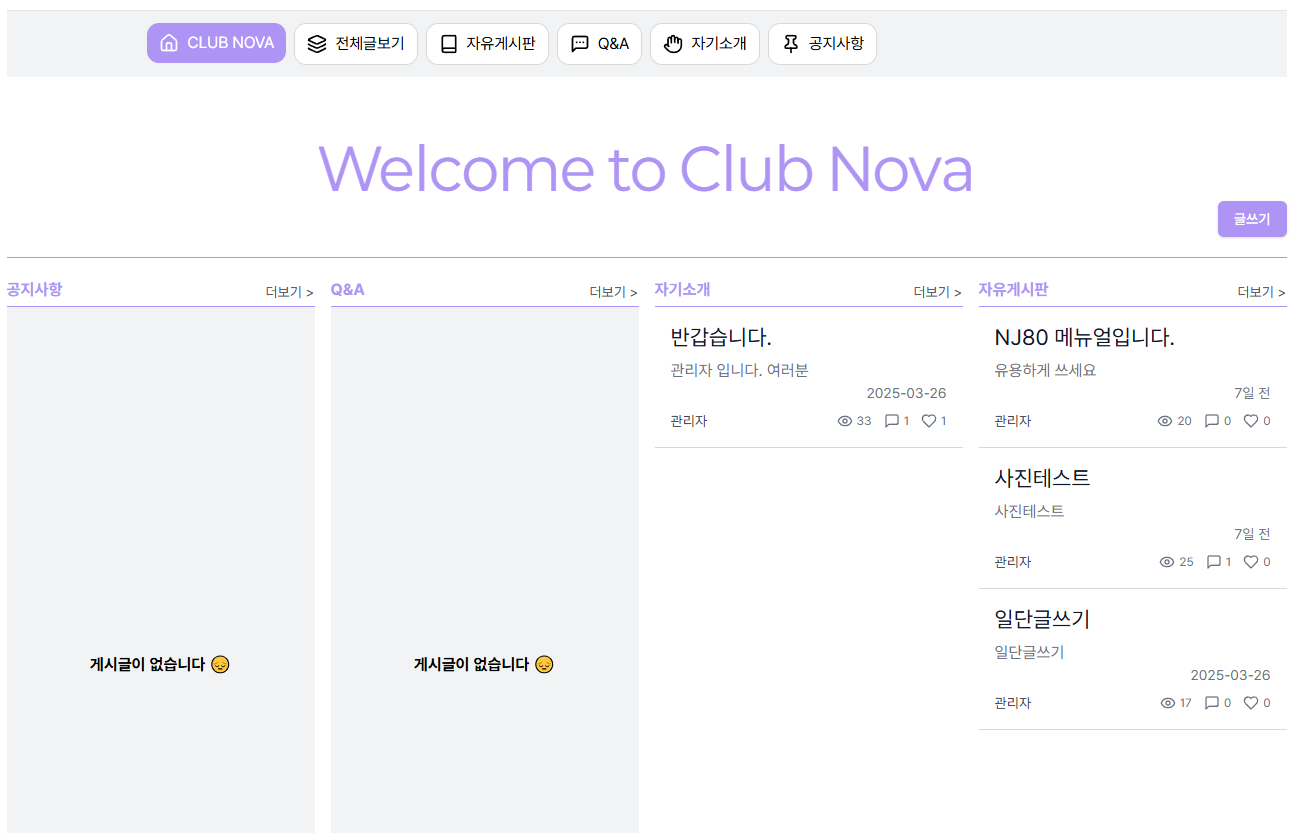 CLUB NOVA 전체글보기 자유게시판 Q&A 자기소개 공지사항
Welcome to Club Nova
글쓰기
공지사항 더보기 >
게시글이 없습니다 😔
Q&A 더보기 >
게시글이 없습니다 😔
자기소개 더보기 >
반갑습니다.
관리자 입니다. 여러분
2025-03-26
관리자 33 1 1
자유게시판 더보기 >
NJ80 메뉴얼입니다.
유용하게 쓰세요
7일 전
관리자 20 0 0
사진테스트
사진테스트
7일 전
관리자 25 1 0
일단글쓰기
일단글쓰기
2025-03-26
관리자 17 0 0